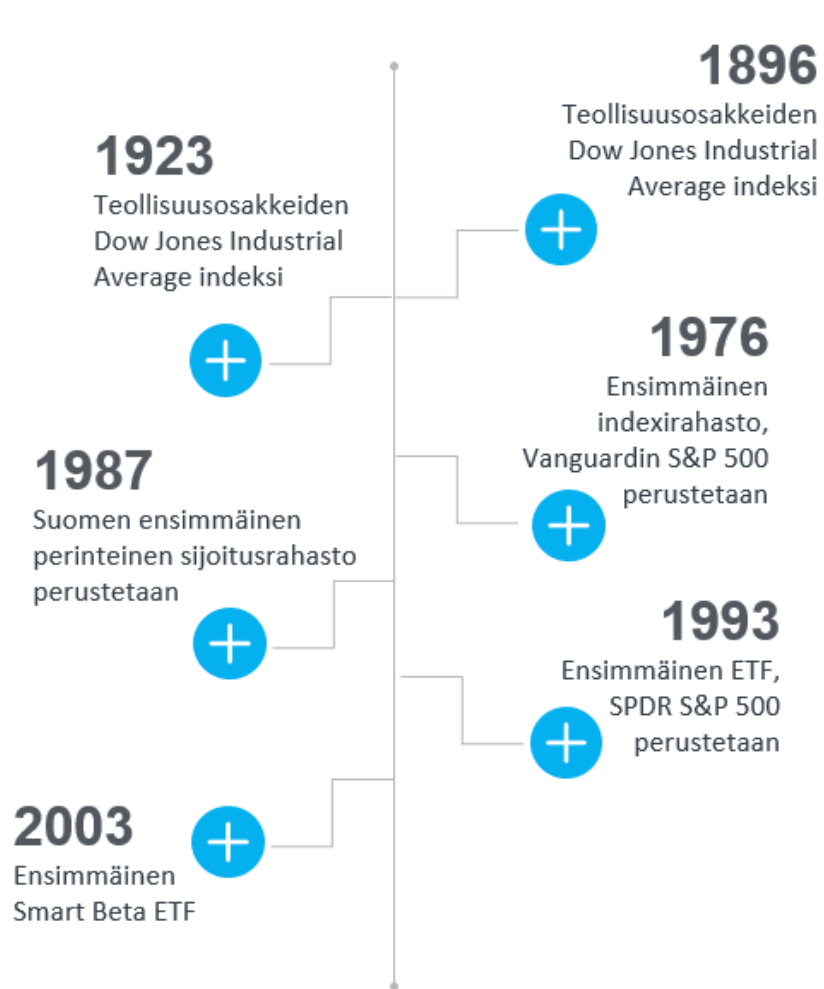 1896
Teollisuusosakkeiden
Dow Jones Industrial
Average indeksi
1923
Teollisuusosakkeiden
Dow Jones Industrial
Average indeksi
1976
Ensimmäinen
indexirahasto,
Vanguardin S&P 500
perustetaan
1987
Suomen ensimmäinen
perinteinen sijoitusrahasto
perustetaan
1993
Ensimmäinen ETF,
SPDR S&P 500
perustetaan
2003
Ensimmäinen
Smart Beta ETF